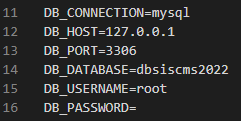 11 DB_CONNECTION=mysql
12 DB_HOST=127.0.0.1
13 DB_PORT=3306
14 DB_DATABASE=dbsiscms2022
15 DB_USERNAME=root
16 DB_PASSWORD=